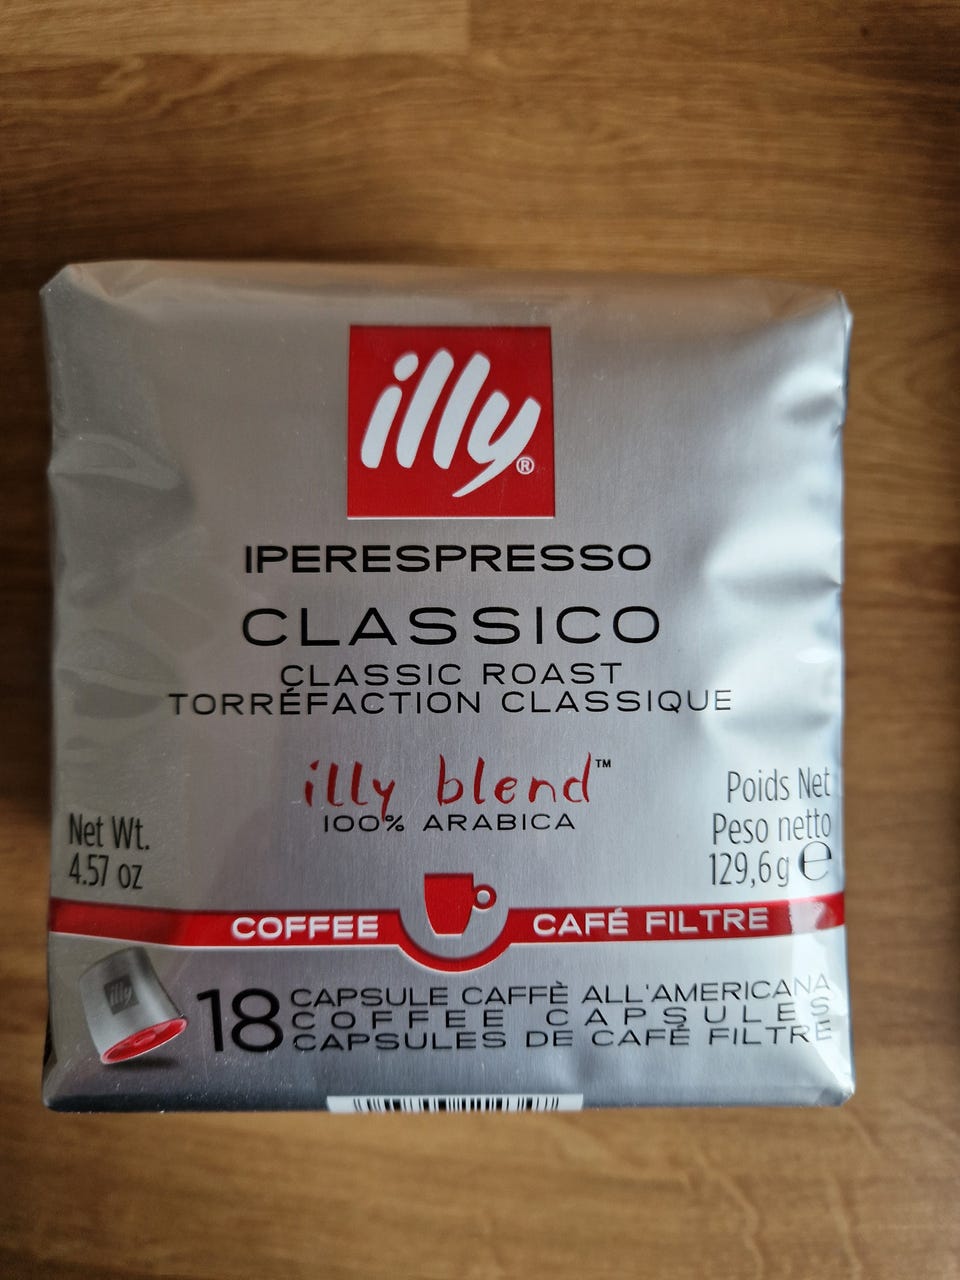 illy®
IPERESPRESSO
CLASSICO
CLASSIC ROAST
TORRÉFACTION CLASSIQUE
illy blend™
100% ARABICA
Net Wt.
4.57 oz
Poids Net
Peso netto
129,6 g ℮
COFFEE
CAFÉ FILTRE
illy
18
CAPSULE CAFFÈ ALL'AMERICANA
COFFEE CAPSULES
CAPSULES DE CAFÉ FILTRE